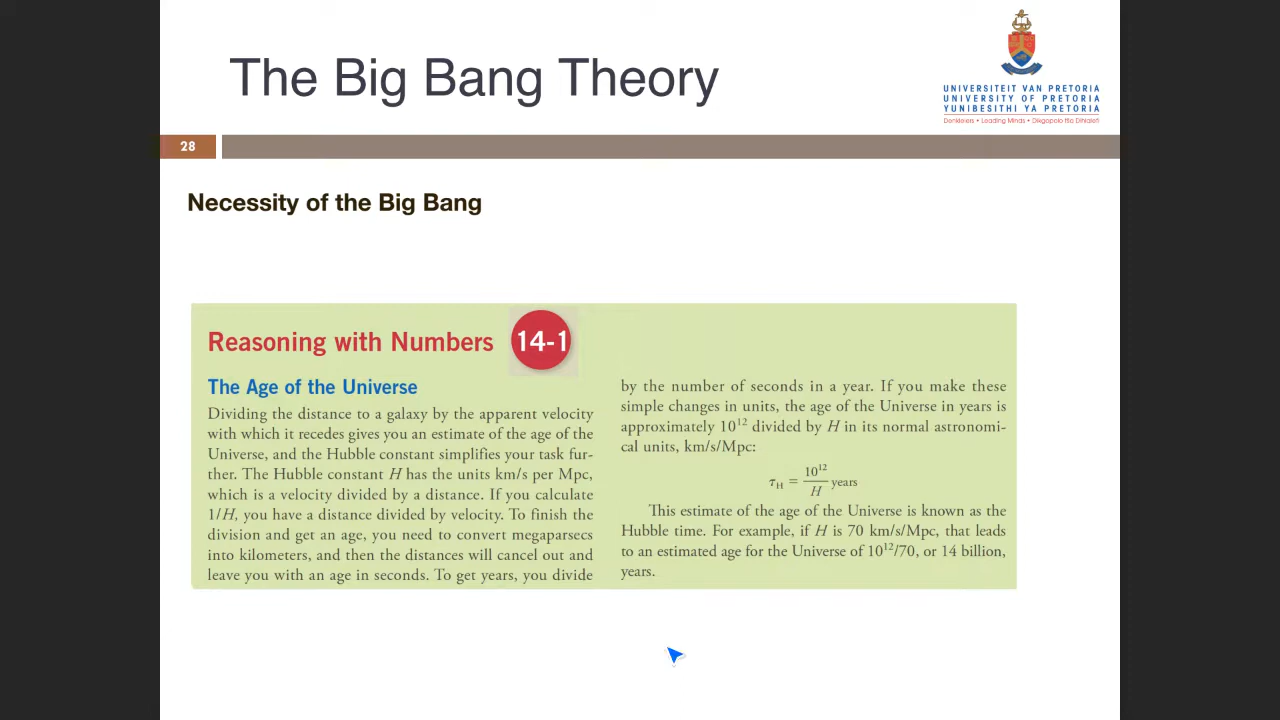 The Big Bang Theory
UNIVERSITEIT VAN PRETORIA
UNIVERSITY OF PRETORIA
YUNIBESITHI YA PRETORIA
Denkleiers • Leading Minds • Dikgopolo tša Dihlalefi
28
Necessity of the Big Bang
Reasoning with Numbers 14-1
The Age of the Universe
Dividing the distance to a galaxy by the apparent velocity
with which it recedes gives you an estimate of the age of the
Universe, and the Hubble constant simplifies your task fur-
ther. The Hubble constant H has the units km/s per Mpc,
which is a velocity divided by a distance. If you calculate
1/H, you have a distance divided by velocity. To finish the
division and get an age, you need to convert megaparsecs
into kilometers, and then the distances will cancel out and
leave you with an age in seconds. To get years, you divide
by the number of seconds in a year. If you make these
simple changes in units, the age of the Universe in years is
approximately 10¹² divided by H in its normal astronomi-
cal units, km/s/Mpc:
τH = 10¹²/H years
This estimate of the age of the Universe is known as the
Hubble time. For example, if H is 70 km/s/Mpc, that leads
to an estimated age for the Universe of 10¹²/70, or 14 billion,
years.